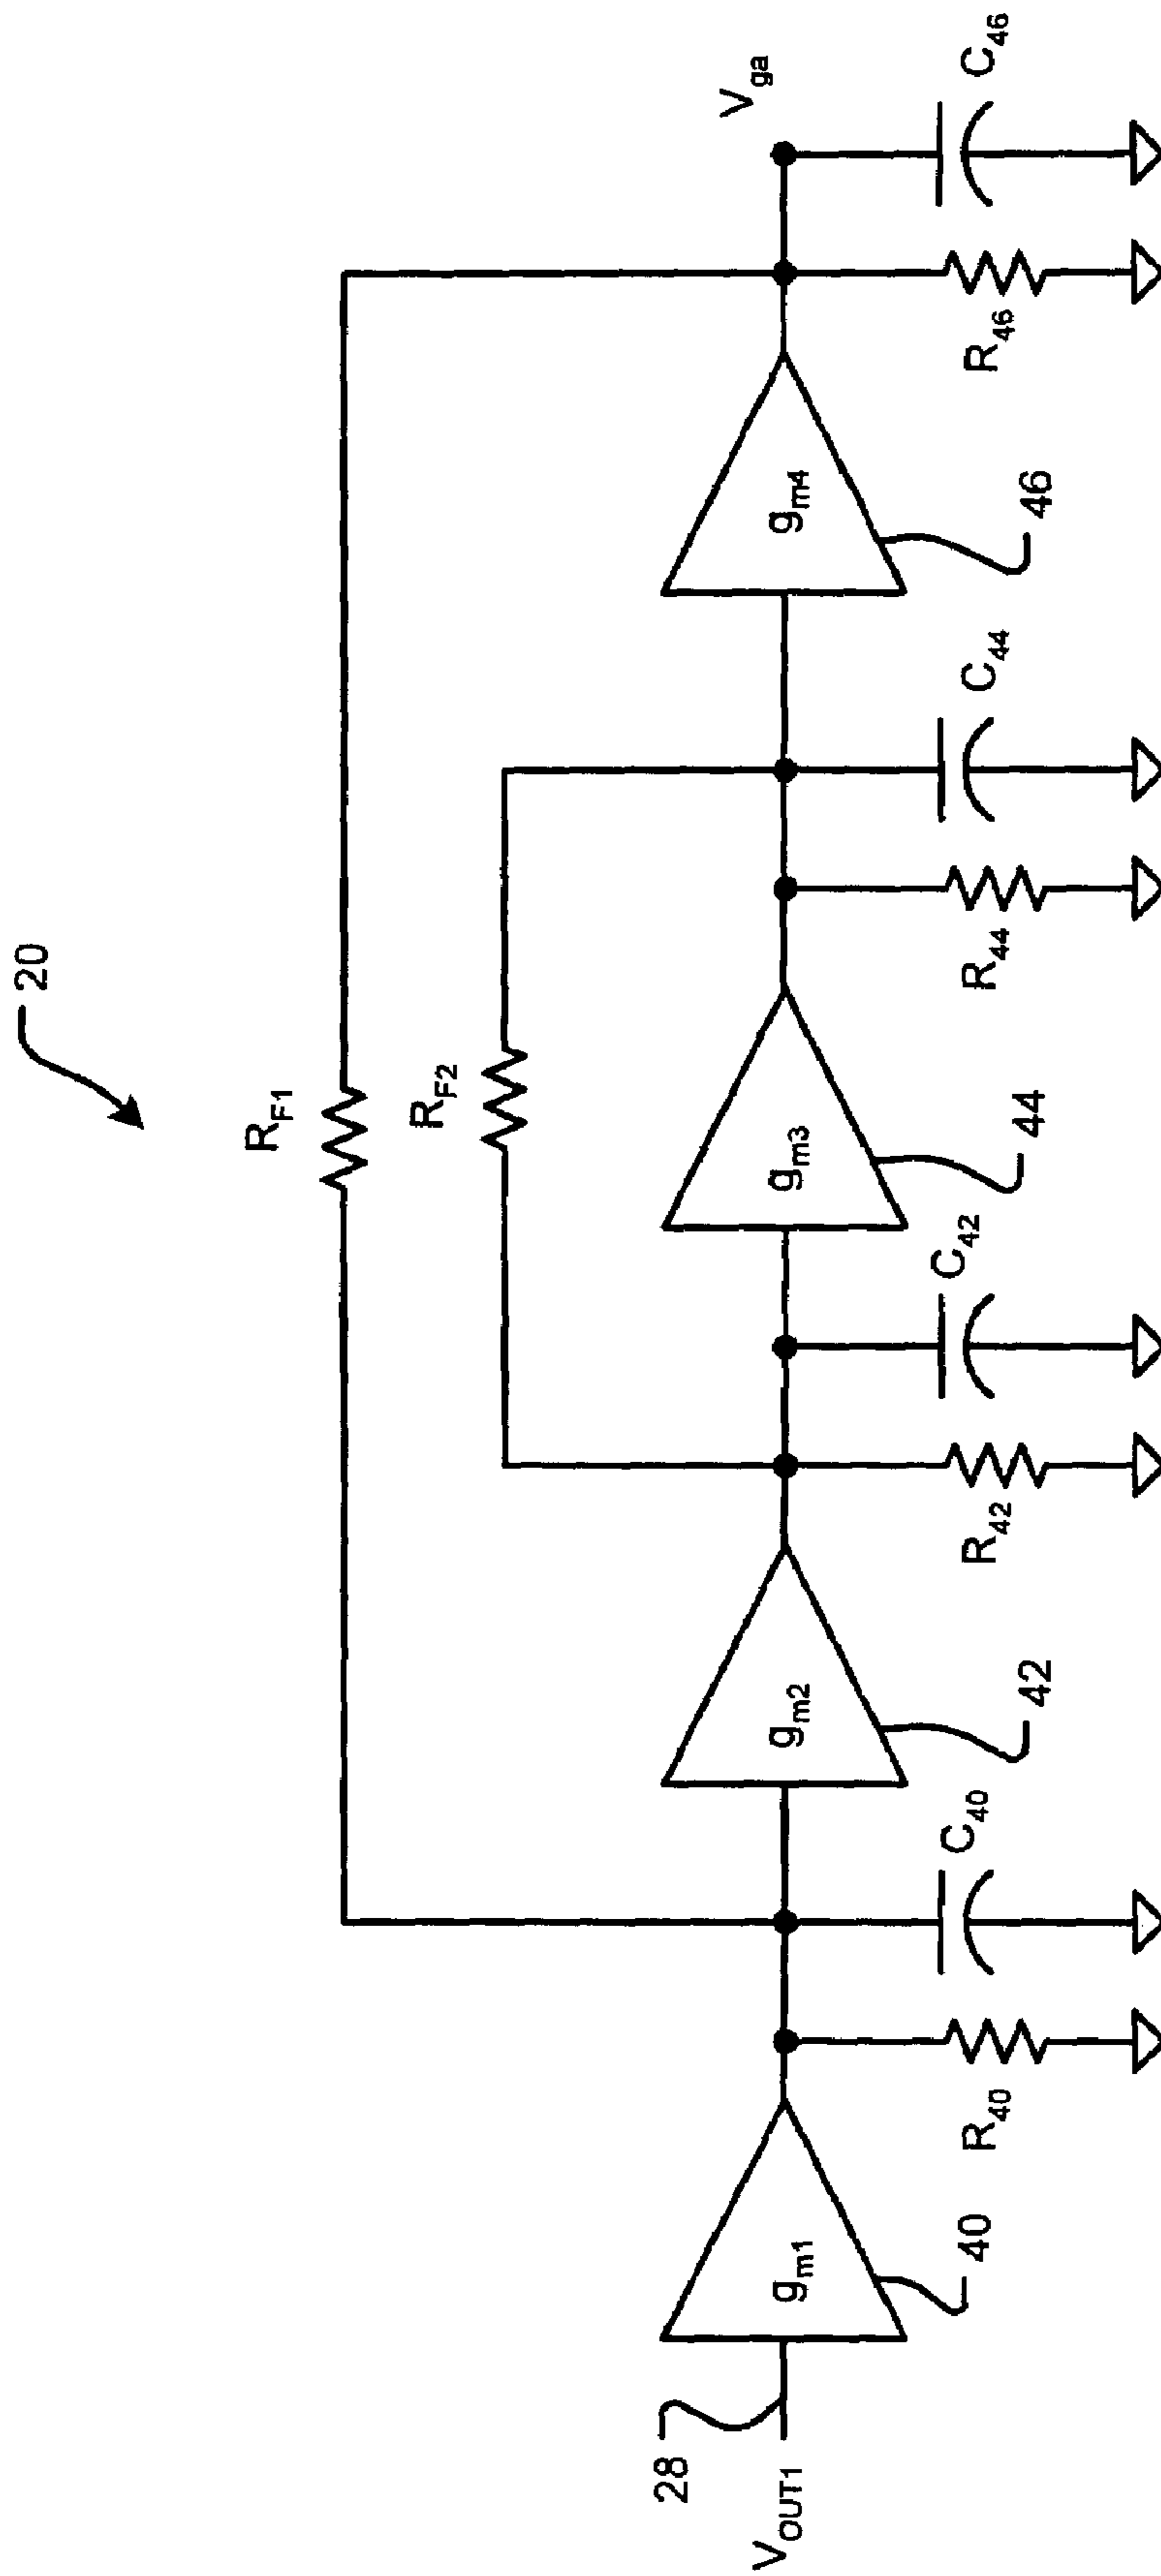 20
R_F1
R_F2
28
V_OUT1
g_m1
40
R_40
C_40
g_m2
42
R_42
C_42
g_m3
44
R_44
C_44
g_m4
46
R_46
C_46
V_ga